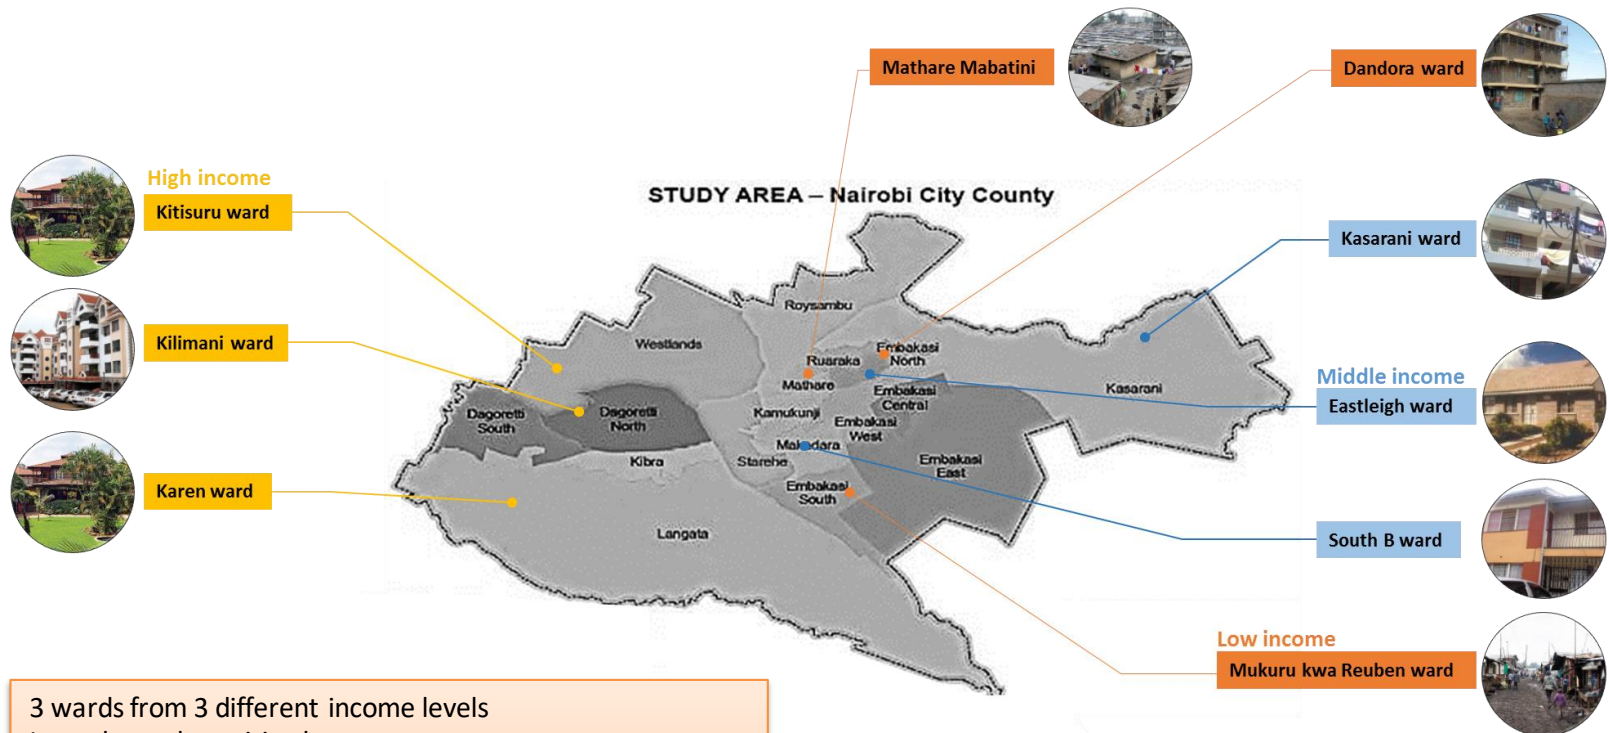 Mathare Mabatini
Dandora ward
High income
Kitisuru ward
STUDY AREA – Nairobi City County
Kasarani ward
Kilimani ward
Middle income
Eastleigh ward
Karen ward
South B ward
Low income
Mukuru kwa Reuben ward
Roysambu
Westlands
Ruaraka
Embakasi
North
Mathare
Embakasi
Central
Kasarani
Dagoretti
South
Dagoretti
North
Kamukunji
Embakasi
West
Makadara
Kibra
Starehe
Embakasi
East
Embakasi
South
Langata
3 wards from 3 different income levels